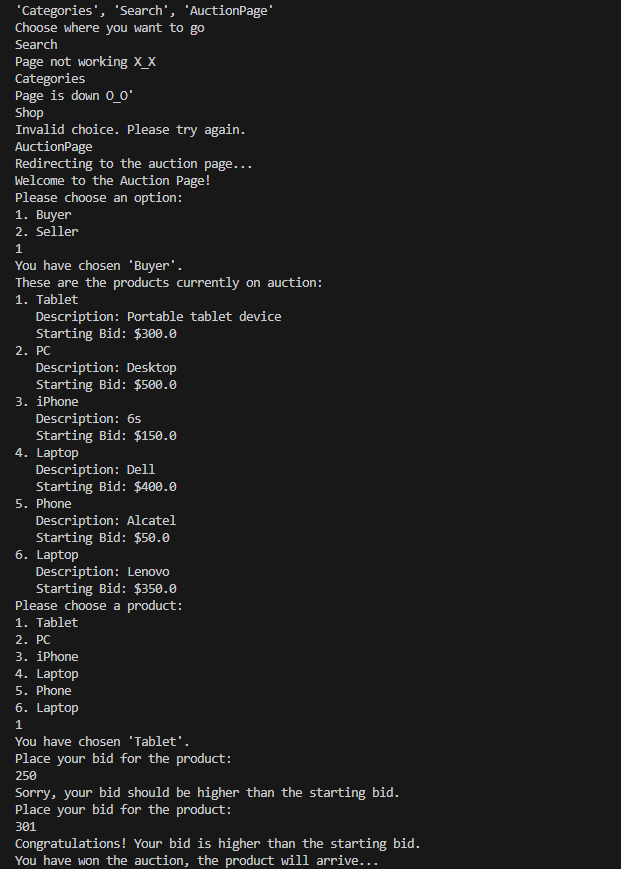 'Categories', 'Search', 'AuctionPage'
Choose where you want to go
Search
Page not working X_X
Categories
Page is down O_O'
Shop
Invalid choice. Please try again.
AuctionPage
Redirecting to the auction page...
Welcome to the Auction Page!
Please choose an option:
1. Buyer
2. Seller
1
You have chosen 'Buyer'.
These are the products currently on auction:
1. Tablet
   Description: Portable tablet device
   Starting Bid: $300.0
2. PC
   Description: Desktop
   Starting Bid: $500.0
3. iPhone
   Description: 6s
   Starting Bid: $150.0
4. Laptop
   Description: Dell
   Starting Bid: $400.0
5. Phone
   Description: Alcatel
   Starting Bid: $50.0
6. Laptop
   Description: Lenovo
   Starting Bid: $350.0
Please choose a product:
1. Tablet
2. PC
3. iPhone
4. Laptop
5. Phone
6. Laptop
1
You have chosen 'Tablet'.
Place your bid for the product:
250
Sorry, your bid should be higher than the starting bid.
Place your bid for the product:
301
Congratulations! Your bid is higher than the starting bid.
You have won the auction, the product will arrive...